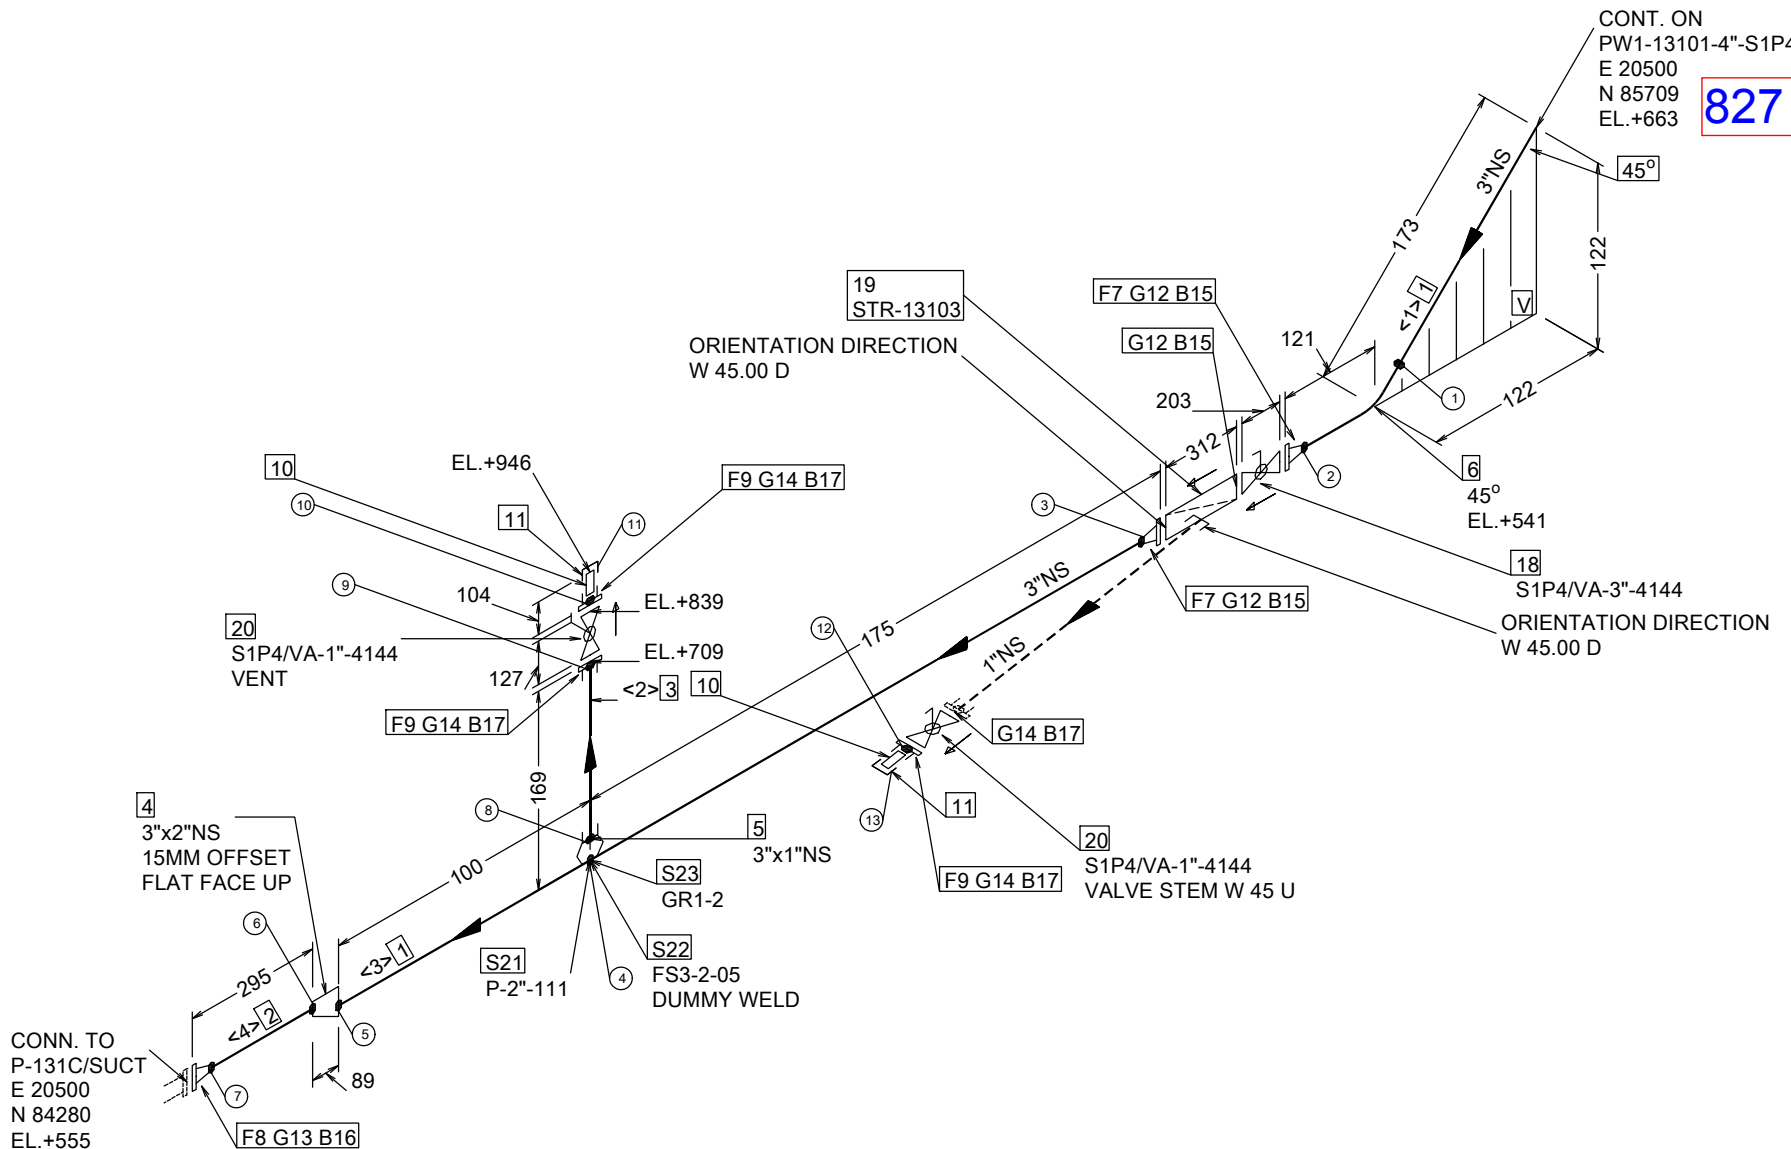 CONT. ON
PW1-13101-4"-S1P4
E 20500
N 85709
EL.+663
827
45°
3"NS
173
122
<1> 1
V
19
STR-13103
F7 G12 B15
G12 B15
121
ORIENTATION DIRECTION
W 45.00 D
203
312
1
122
2
6
45°
EL.+541
3
18
S1P4/VA-3"-4144
F7 G12 B15
ORIENTATION DIRECTION
W 45.00 D
10
EL.+946
F9 G14 B17
10
11
11
9
104
EL.+839
20
S1P4/VA-1"-4144
VENT
EL.+709
127
<2> 3
F9 G14 B17
3"NS
175
12
1"NS
10
G14 B17
169
11
13
4
3"x2"NS
15MM OFFSET
FLAT FACE UP
8
5
3"x1"NS
20
S1P4/VA-1"-4144
VALVE STEM W 45 U
F9 G14 B17
100
S23
GR1-2
6
S21
P-2"-111
4
S22
FS3-2-05
DUMMY WELD
<3> 1
295
<4> 2
5
CONN. TO
P-131C/SUCT
E 20500
N 84280
EL.+555
89
7
F8 G13 B16